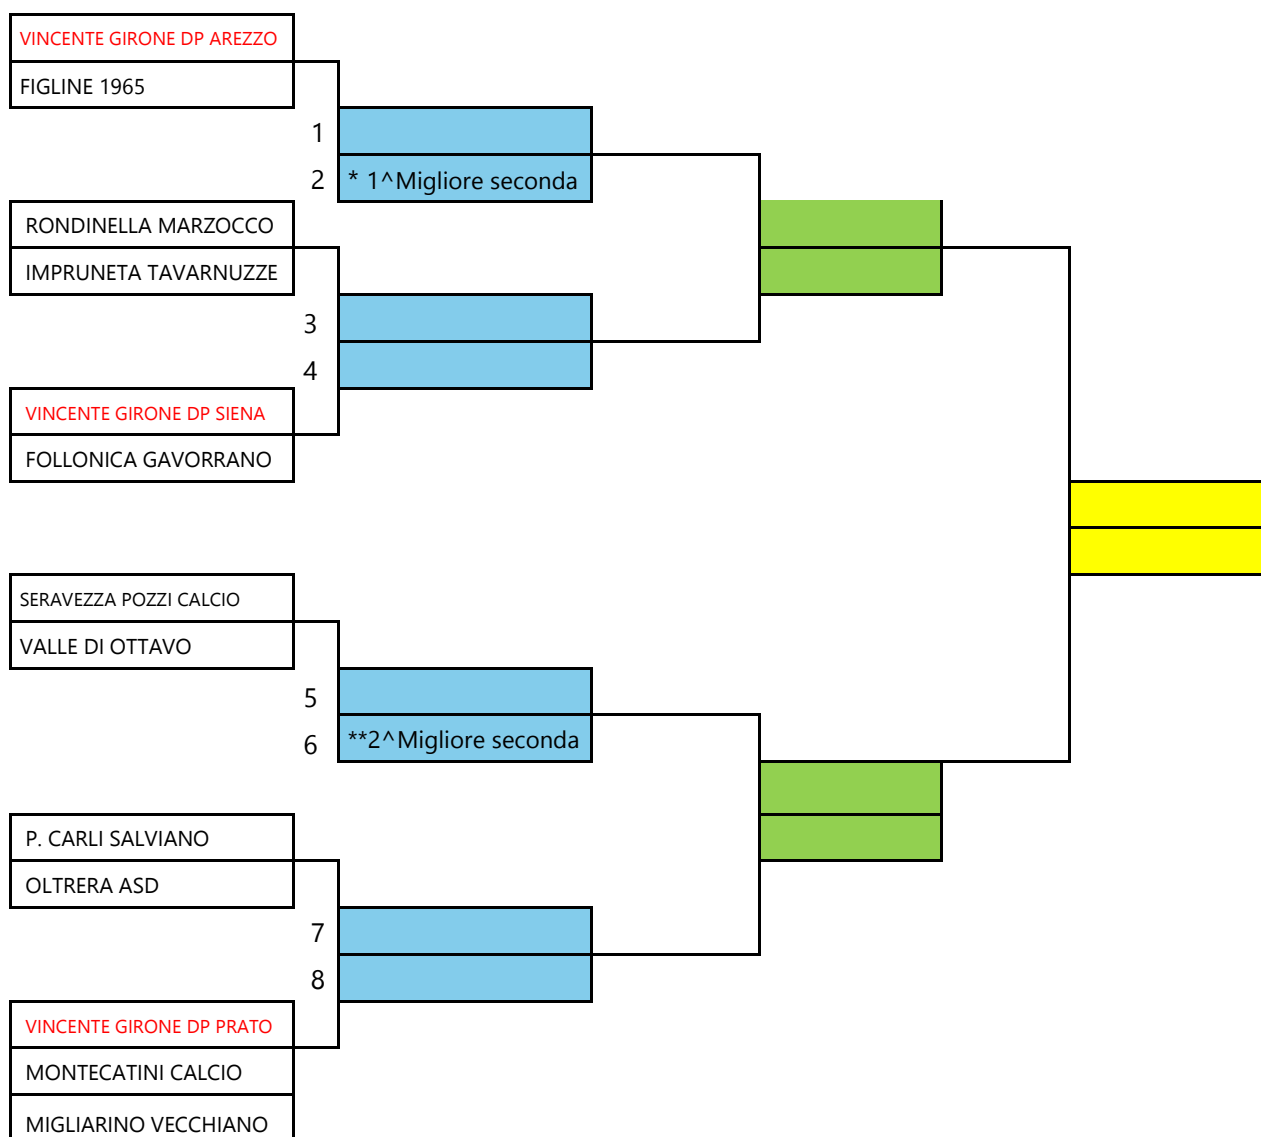 VINCENTE GIRONE DP AREZZO
FIGLINE 1965
1
2 * 1^Migliore seconda
RONDINELLA MARZOCCO
IMPRUNETA TAVARNUZZE
3
4
VINCENTE GIRONE DP SIENA
FOLLONICA GAVORRANO
SERAVEZZA POZZI CALCIO
VALLE DI OTTAVO
5
6 **2^Migliore seconda
P. CARLI SALVIANO
OLTRERA ASD
7
8
VINCENTE GIRONE DP PRATO
MONTECATINI CALCIO
MIGLIARINO VECCHIANO